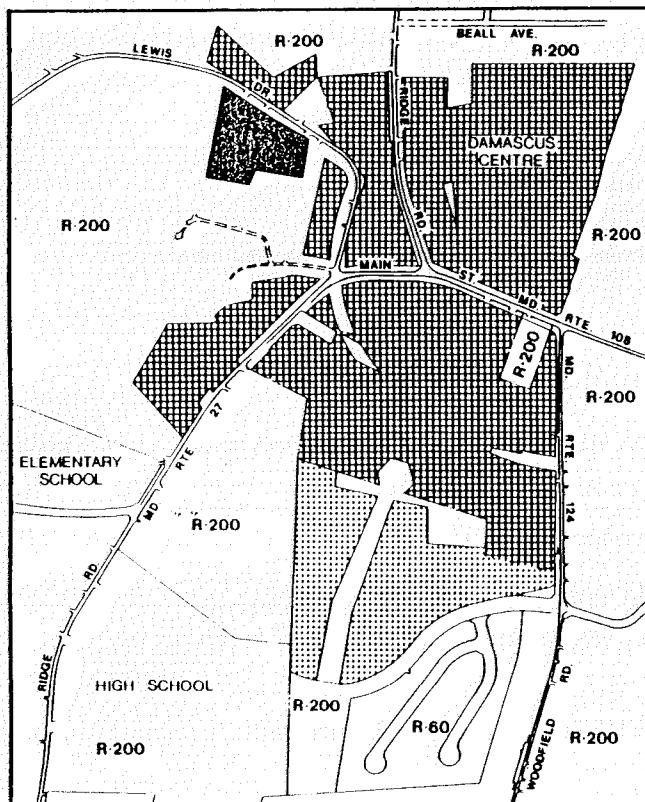 BEALL AVE.
R·200
R·200
LEWIS
DR
RIDGE
RD.
DAMASCUS
CENTRE
R·200
R·200
MAIN
ST
MD. RTE. 108
R·200
R·200
MD. RTE 124
MD RTE 27
ELEMENTARY
SCHOOL
R·200
RIDGE RD.
HIGH SCHOOL
R·200
R·200
R·60
R·200
WOODFIELD RD.